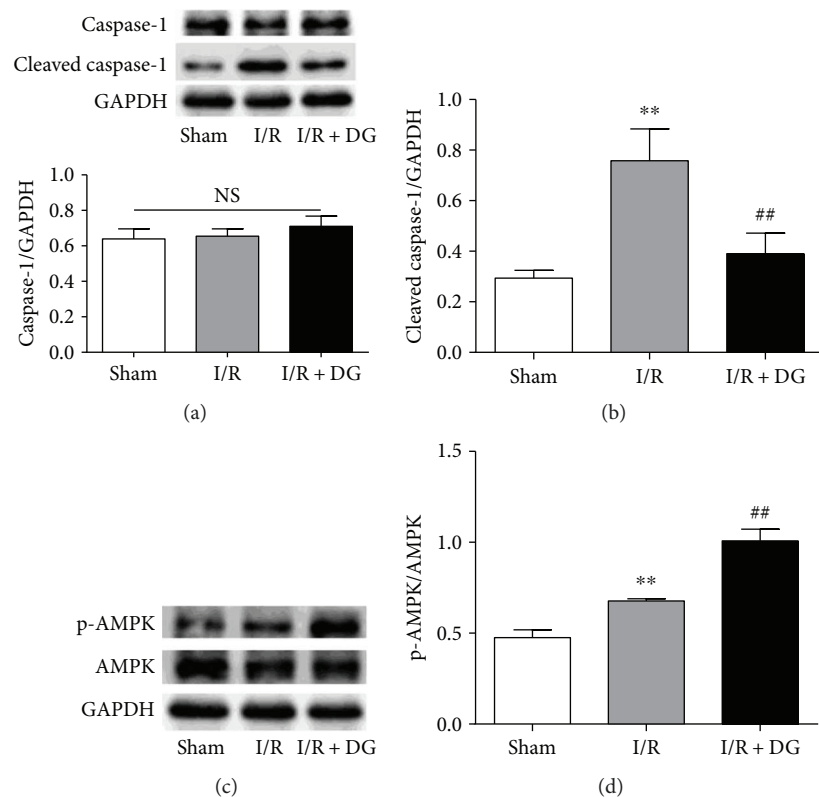 Caspase-1
Cleaved caspase-1
GAPDH
Sham I/R I/R + DG
Caspase-1/GAPDH
1.0
0.8
0.6
0.4
0.2
0.0
NS
Sham I/R I/R + DG
(a)
Cleaved caspase-1/GAPDH
1.0
0.8
0.6
0.4
0.2
0.0
**
##
Sham I/R I/R + DG
(b)
p-AMPK
AMPK
GAPDH
Sham I/R I/R + DG
(c)
p-AMPK/AMPK
1.5
1.0
0.5
0.0
**
##
Sham I/R I/R + DG
(d)